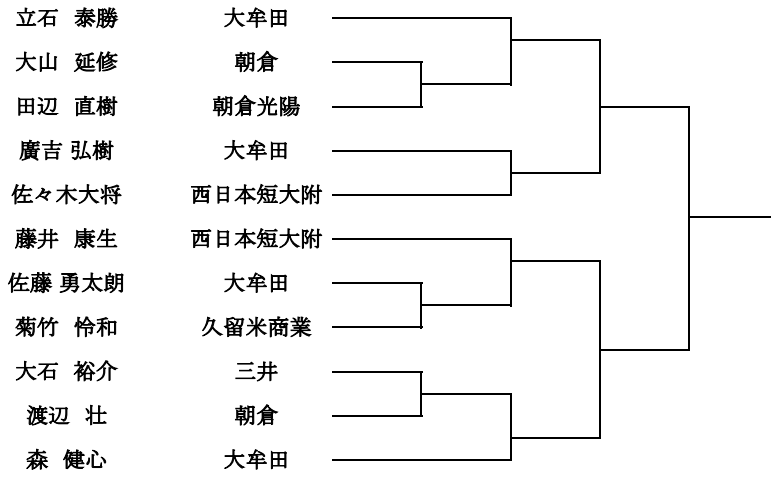 立石 泰勝 大牟田
大山 延修 朝倉
田辺 直樹 朝倉光陽
廣吉 弘樹 大牟田
佐々木大将 西日本短大附
藤井 康生 西日本短大附
佐藤 勇太朗 大牟田
菊竹 怜和 久留米商業
大石 裕介 三井
渡辺 壮 朝倉
森 健心 大牟田